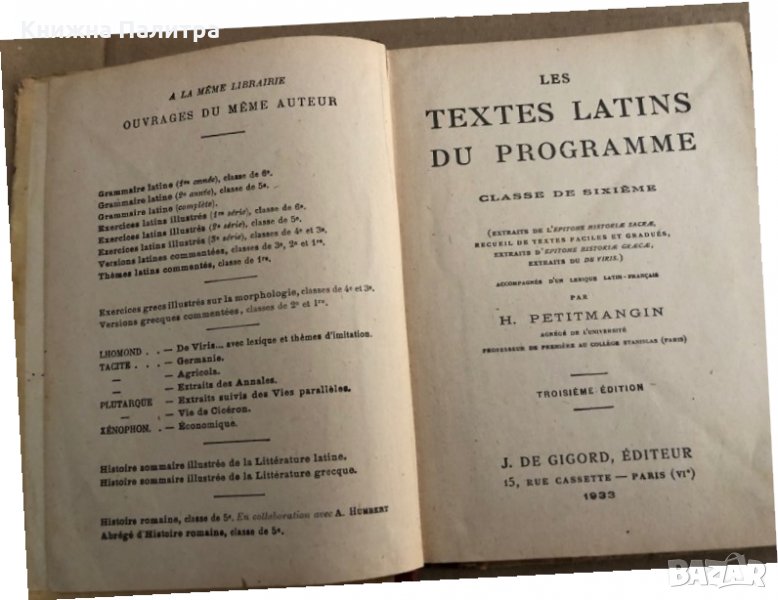 Книжна Палитра
A LA MÊME LIBRAIRIE
OUVRAGES DU MÊME AUTEUR
Grammaire latine (1re année), classe de 6e.
Grammaire latine (2e année), classe de 5e.
Grammaire latine (complète).
Exercices latins illustrés (1re série), classe de 6e.
Exercices latins illustrés (2e série), classe de 5e.
Exercices latins illustrés (3e série), classes de 4e et 3e.
Versions latines commentées, classes de 3e, 2e et 1re.
Thèmes latins commentés, classe de 1re.
Exercices grecs illustrés sur la morphologie, classes de 4e et 3e.
Versions grecques commentées, classes de 2e et 1re.
LHOMOND . . — De Viris... avec lexique et thèmes d'imitation.
TACITE . . . — Germanie.
— — Agricola.
— — Extraits des Annales.
PLUTARQUE — Extraits suivis des Vies parallèles.
— — Vie de Cicéron.
XÉNOPHON. . — Économique.
Histoire sommaire illustrée de la Littérature latine.
Histoire sommaire illustrée de la Littérature grecque.
Histoire romaine, classe de 5e. En collaboration avec A. HUMBERT
Abrégé d'Histoire romaine, classe de 5e.
LES
TEXTES LATINS
DU PROGRAMME
CLASSE DE SIXIÈME
(EXTRAITS DE L'EPITOME HISTORIÆ SACRÆ,
RECUEIL DE TEXTES FACILES ET GRADUÉS,
EXTRAITS D'EPITOME HISTORIÆ GRÆCÆ,
EXTRAITS DU DE VIRIS.)
ACCOMPAGNÉS D'UN LEXIQUE LATIN-FRANÇAIS
PAR
H. PETITMANGIN
AGRÉGÉ DE L'UNIVERSITÉ
PROFESSEUR DE PREMIÈRE AU COLLÈGE STANISLAS (PARIS)
TROISIÈME ÉDITION
J. DE GIGORD, ÉDITEUR
15, RUE CASSETTE — PARIS (VIe)
1933
BAZAR